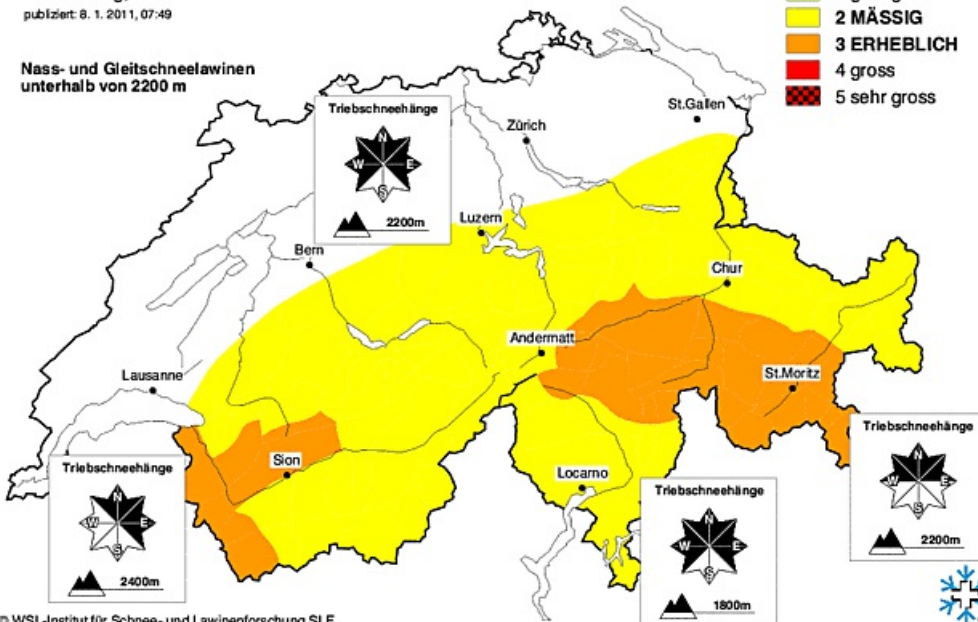 publiziert: 8. 1. 2011, 07:49
2 MÄSSIG
3 ERHEBLICH
4 gross
5 sehr gross
Nass- und Gleitschneelawinen
unterhalb von 2200 m
St.Gallen
Triebschneehänge
N
W E
S
2200m
Zürich
Luzern
Bern
Chur
Andermatt
Lausanne
St.Moritz
Triebschneehänge
N
W E
S
2200m
Sion
Triebschneehänge
N
W E
S
2400m
Locarno
Triebschneehänge
N
W E
S
1800m
© WSL-Institut für Schnee- und Lawinenforschung SLF